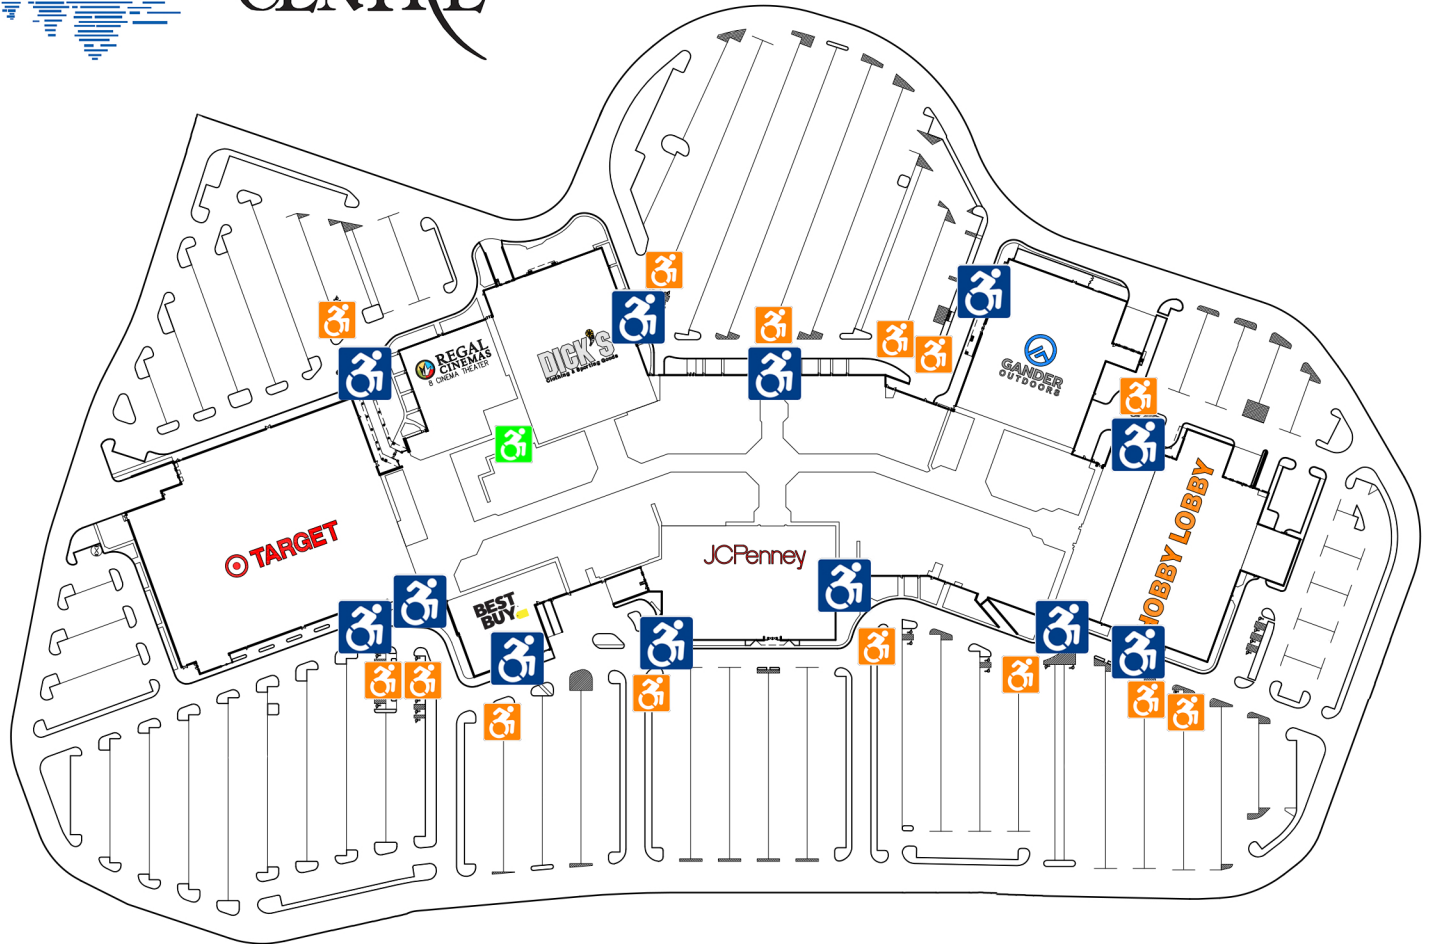 CENTRE
REGAL
CINEMAS
8 CINEMA THEATER
DICK'S
Clothing & Sporting Goods
GANDER
OUTDOORS
TARGET
JCPenney
BEST
BUY
HOBBY LOBBY